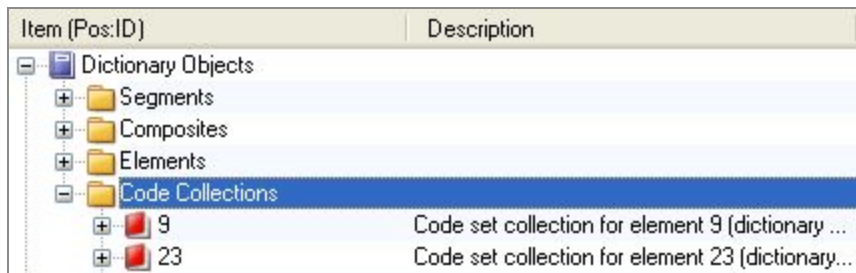 Item (Pos:ID) Description
Dictionary Objects
Segments
Composites
Elements
Code Collections
9 Code set collection for element 9 (dictionary ...
23 Code set collection for element 23 (dictionary...